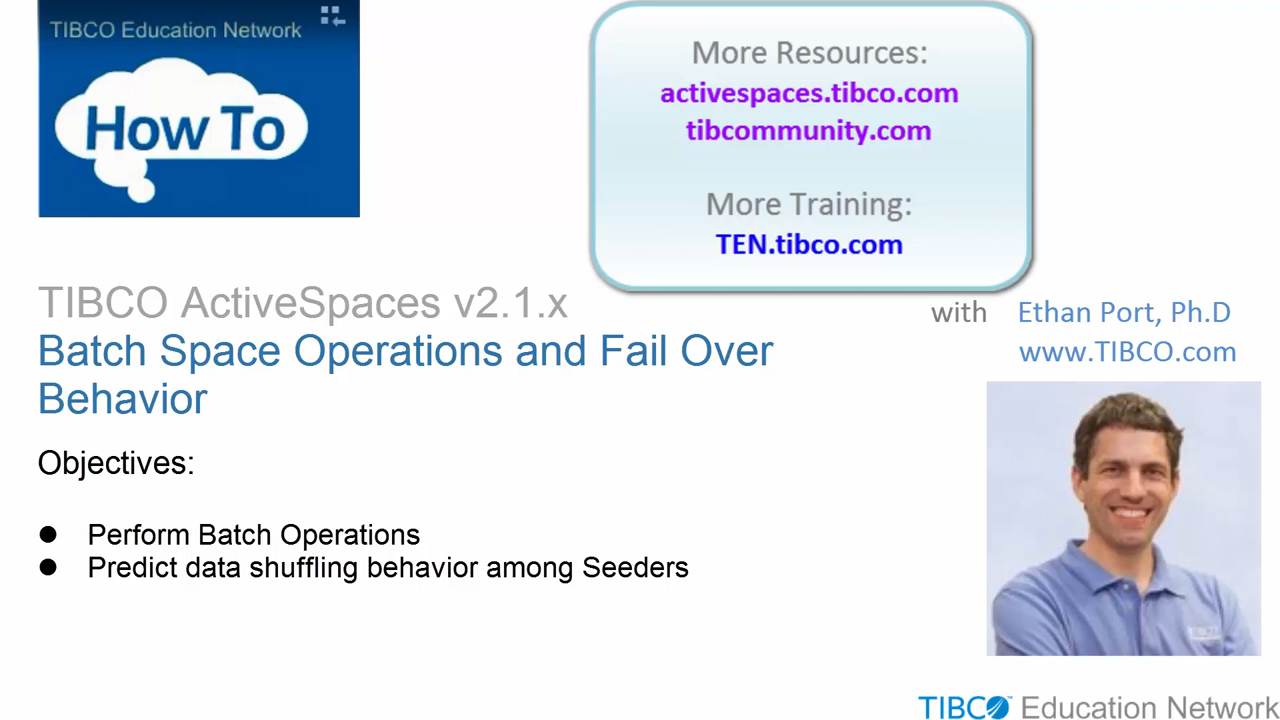 TIBCO Education Network
How To
More Resources:
activespaces.tibco.com
tibcommunity.com
More Training:
TEN.tibco.com
TIBCO ActiveSpaces v2.1.x
Batch Space Operations and Fail Over
Behavior
with Ethan Port, Ph.D
www.TIBCO.com
Objectives:
● Perform Batch Operations
● Predict data shuffling behavior among Seeders
TIBCO™ Education Network